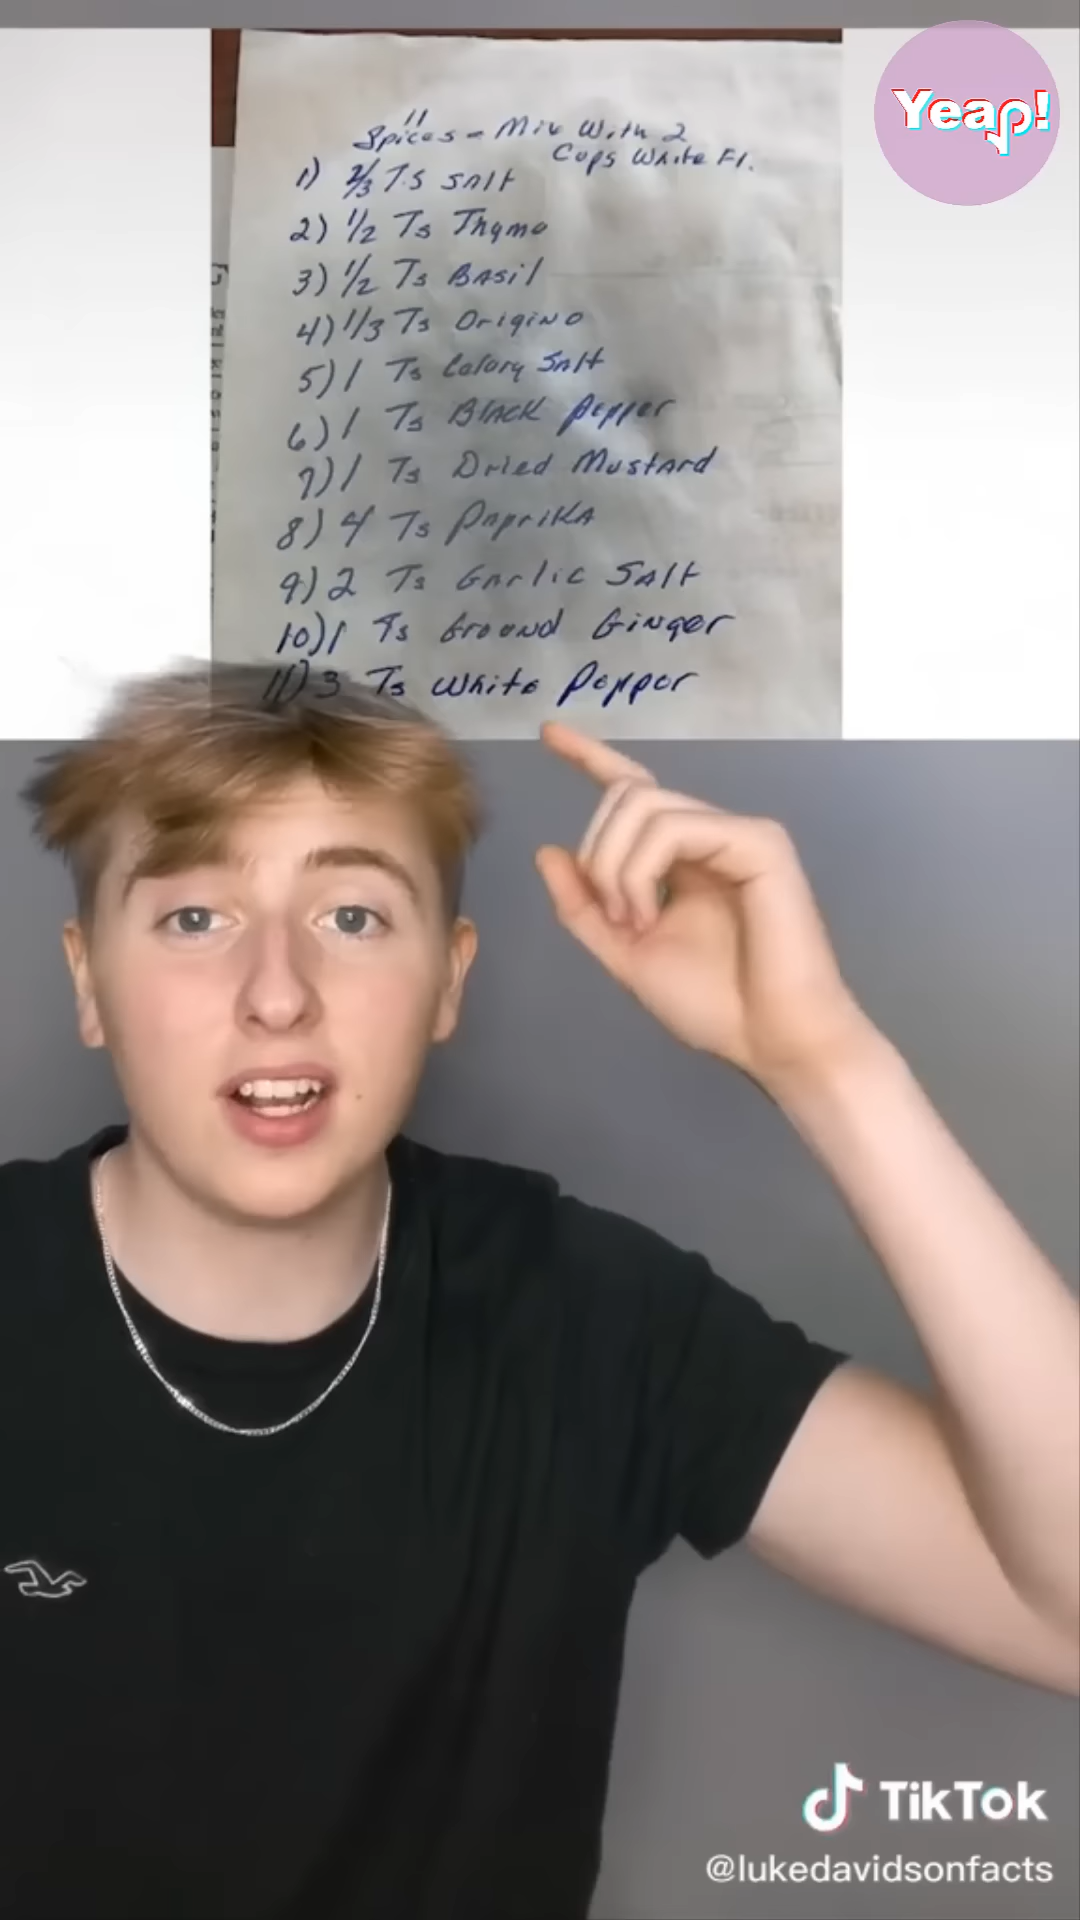 Yeap!
11
Spices - Mix With 2
Cups White Fl.
1) 2/3 Ts Salt
2) 1/2 Ts Thyme
3) 1/2 Ts Basil
4) 1/3 Ts Origino
5) 1 Ts Celery Salt
6) 1 Ts Black Pepper
7) 1 Ts Dried Mustard
8) 4 Ts Paprika
9) 2 Ts Garlic Salt
10) 1 Ts Ground Ginger
11) 3 Ts White Pepper
TikTok
@lukedavidsonfacts